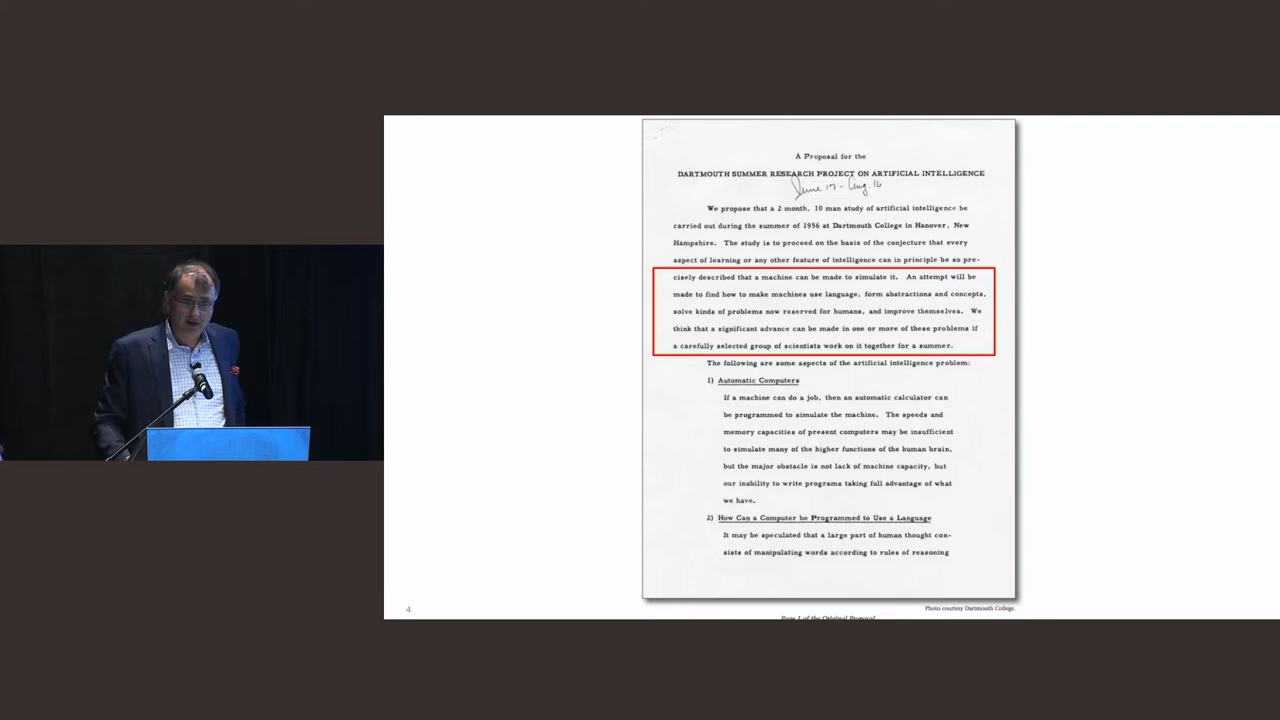 A Proposal for the
DARTMOUTH SUMMER RESEARCH PROJECT ON ARTIFICIAL INTELLIGENCE
June 17 - Aug. 16
We propose that a 2 month, 10 man study of artificial intelligence be
carried out during the summer of 1956 at Dartmouth College in Hanover, New
Hampshire. The study is to proceed on the basis of the conjecture that every
aspect of learning or any other feature of intelligence can in principle be so pre-
cisely described that a machine can be made to simulate it. An attempt will be
made to find how to make machines use language, form abstractions and concepts,
solve kinds of problems now reserved for humans, and improve themselves. We
think that a significant advance can be made in one or more of these problems if
a carefully selected group of scientists work on it together for a summer.
The following are some aspects of the artificial intelligence problem:
1) Automatic Computers
If a machine can do a job, then an automatic calculator can
be programmed to simulate the machine. The speeds and
memory capacities of present computers may be insufficient
to simulate many of the higher functions of the human brain,
but the major obstacle is not lack of machine capacity, but
our inability to write programs taking full advantage of what
we have.
2) How Can a Computer be Programmed to Use a Language
It may be speculated that a large part of human thought con-
sists of manipulating words according to rules of reasoning
4
Photo courtesy Dartmouth College.
Page 1 of the Original Proposal